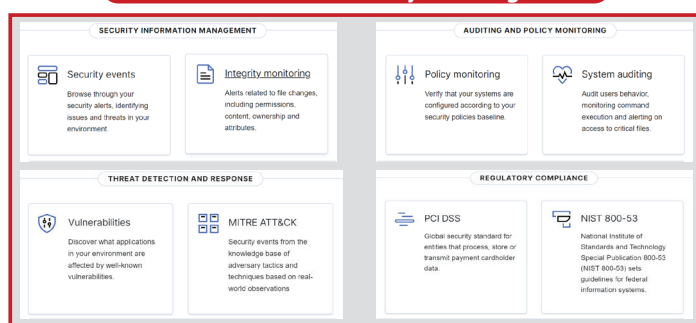 SECURITY INFORMATION MANAGEMENT
Security events
Browse through your
security alerts, identifying
issues and threats in your
environment.
Integrity monitoring
Alerts related to file changes,
including permissions,
content, ownership and
attributes.
AUDITING AND POLICY MONITORING
Policy monitoring
Verify that your systems are
configured according to your
security policies baseline.
System auditing
Audit users behavior,
monitoring command
execution and alerting on
access to critical files.
THREAT DETECTION AND RESPONSE
Vulnerabilities
Discover what applications
in your environment are
affected by well-known
vulnerabilities.
MITRE ATT&CK
Security events from the
knowledge base of
adversary tactics and
techniques based on real-
world observations
REGULATORY COMPLIANCE
PCI DSS
Global security standard for
entities that process, store or
transmit payment cardholder
data.
NIST 800-53
National Institute of
Standards and Technology
Special Publication 800-53
(NIST 800-53) sets
guidelines for federal
information systems.